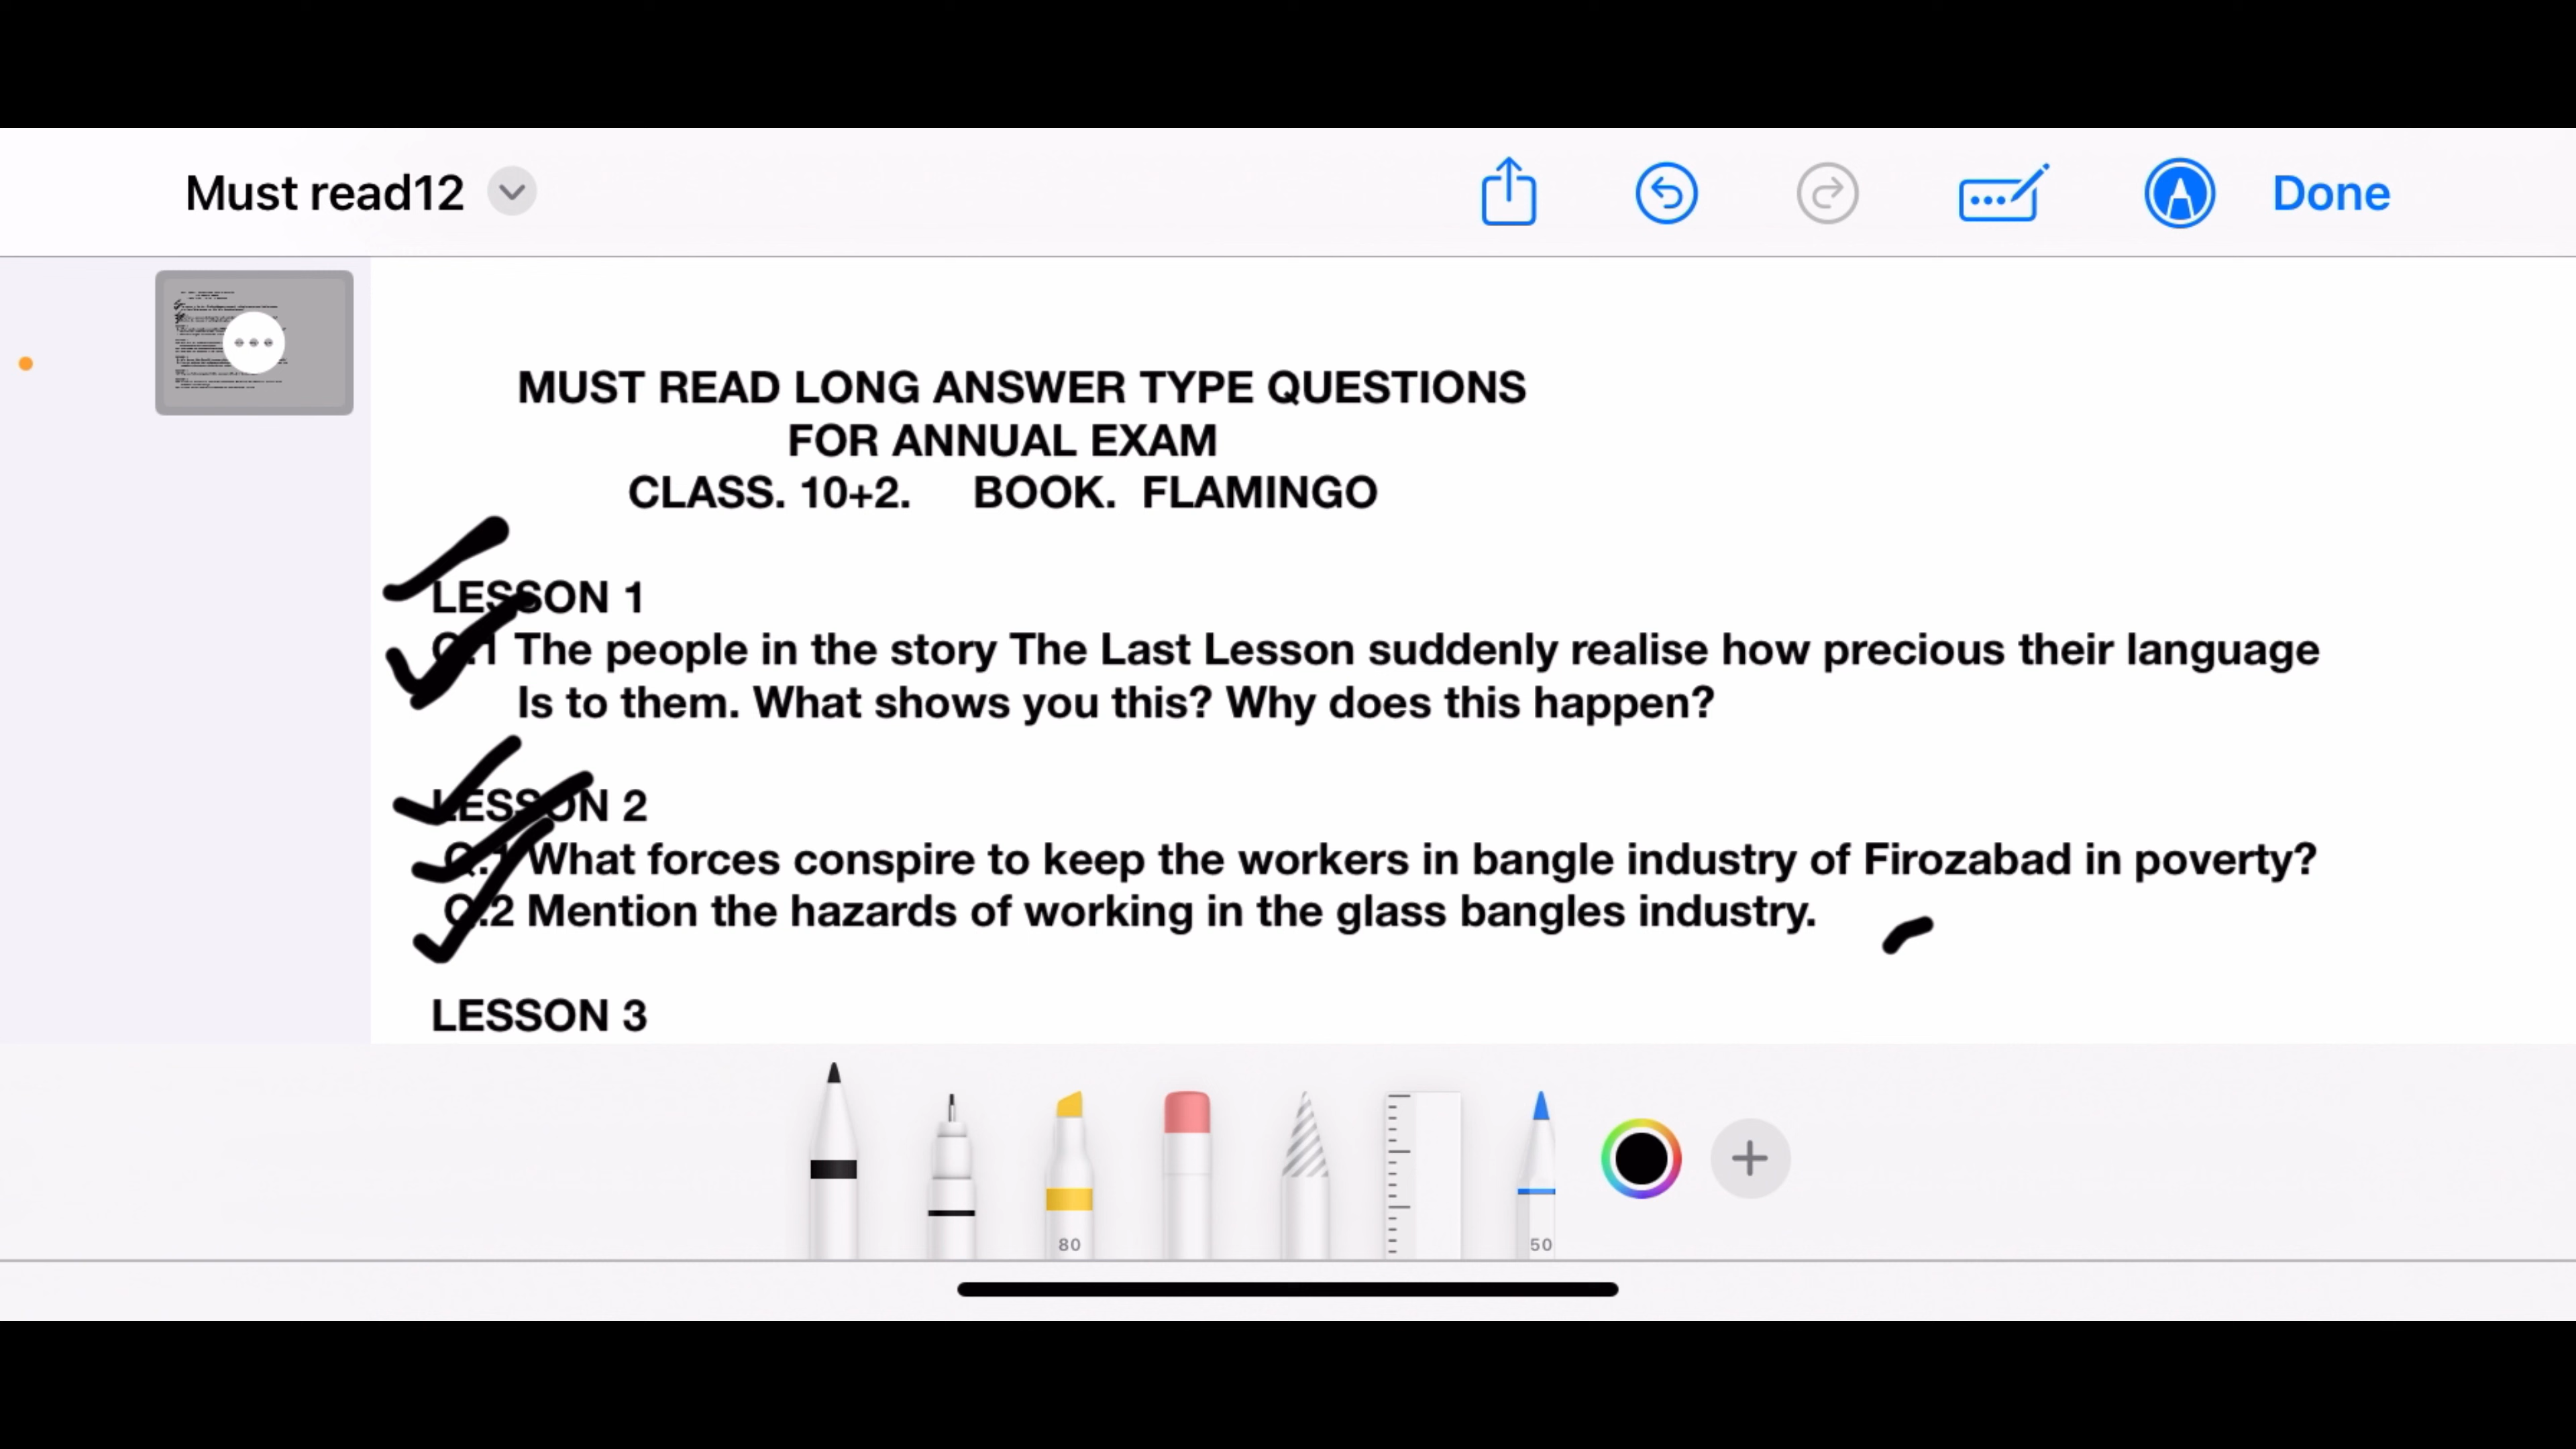 Must read12
Done
MUST READ LONG ANSWER TYPE QUESTIONS
FOR ANNUAL EXAM
CLASS. 10+2. BOOK. FLAMINGO
LESSON 1
Q.1 The people in the story The Last Lesson suddenly realise how precious their language
Is to them. What shows you this? Why does this happen?
LESSON 2
Q.1 What forces conspire to keep the workers in bangle industry of Firozabad in poverty?
Q.2 Mention the hazards of working in the glass bangles industry.
LESSON 3
80
50